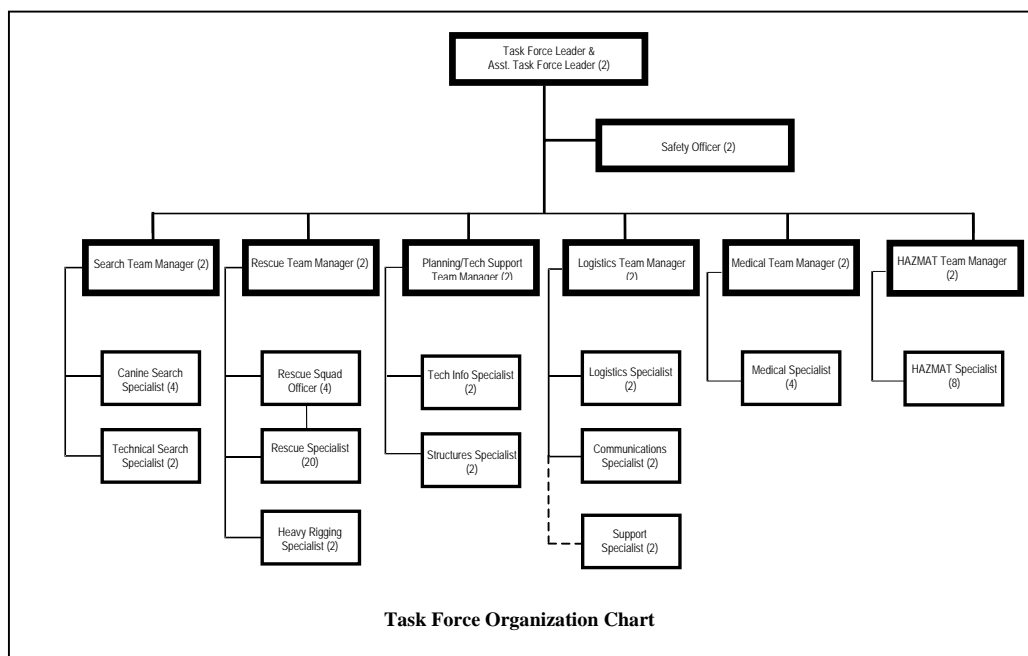 Task Force Leader &
Asst. Task Force Leader (2)
Safety Officer (2)
Search Team Manager (2)
Rescue Team Manager (2)
Planning/Tech Support
Team Manager (2)
Logistics Team Manager
(2)
Medical Team Manager (2)
HAZMAT Team Manager
(2)
Canine Search
Specialist (4)
Rescue Squad
Officer (4)
Tech Info Specialist
(2)
Logistics Specialist
(2)
Medical Specialist
(4)
HAZMAT Specialist
(8)
Technical Search
Specialist (2)
Rescue Specialist
(20)
Structures Specialist
(2)
Communications
Specialist (2)
Heavy Rigging
Specialist (2)
Support
Specialist (2)
Task Force Organization Chart